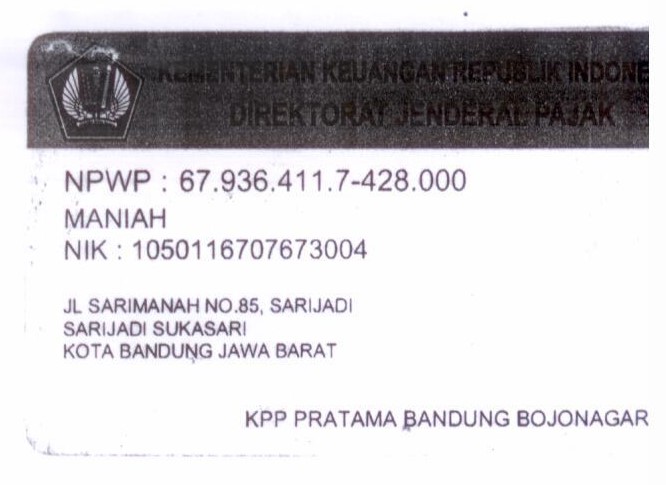 KEMENTERIAN KEUANGAN REPUBLIK INDONE
DIREKTORAT JENDERAL PAJAK
NPWP : 67.936.411.7-428.000
MANIAH
NIK : 1050116707673004
JL SARIMANAH NO.85, SARIJADI
SARIJADI SUKASARI
KOTA BANDUNG JAWA BARAT
KPP PRATAMA BANDUNG BOJONAGAR